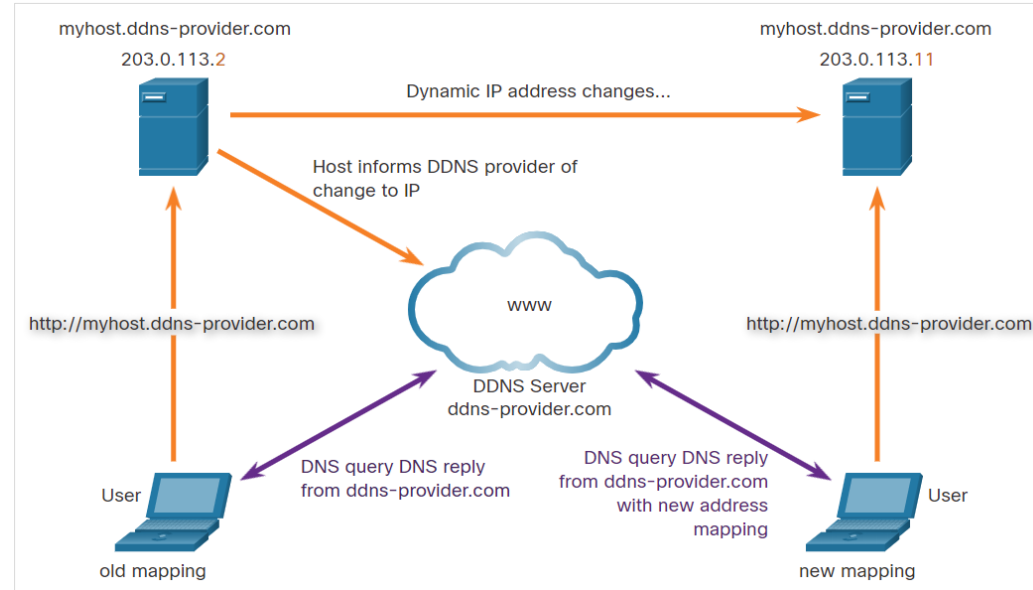 myhost.ddns-provider.com
203.0.113.2
myhost.ddns-provider.com
203.0.113.11
Dynamic IP address changes...
Host informs DDNS provider of
change to IP
www
http://myhost.ddns-provider.com
http://myhost.ddns-provider.com
DDNS Server
ddns-provider.com
DNS query DNS reply
from ddns-provider.com
DNS query DNS reply
from ddns-provider.com
with new address
mapping
User
User
old mapping
new mapping